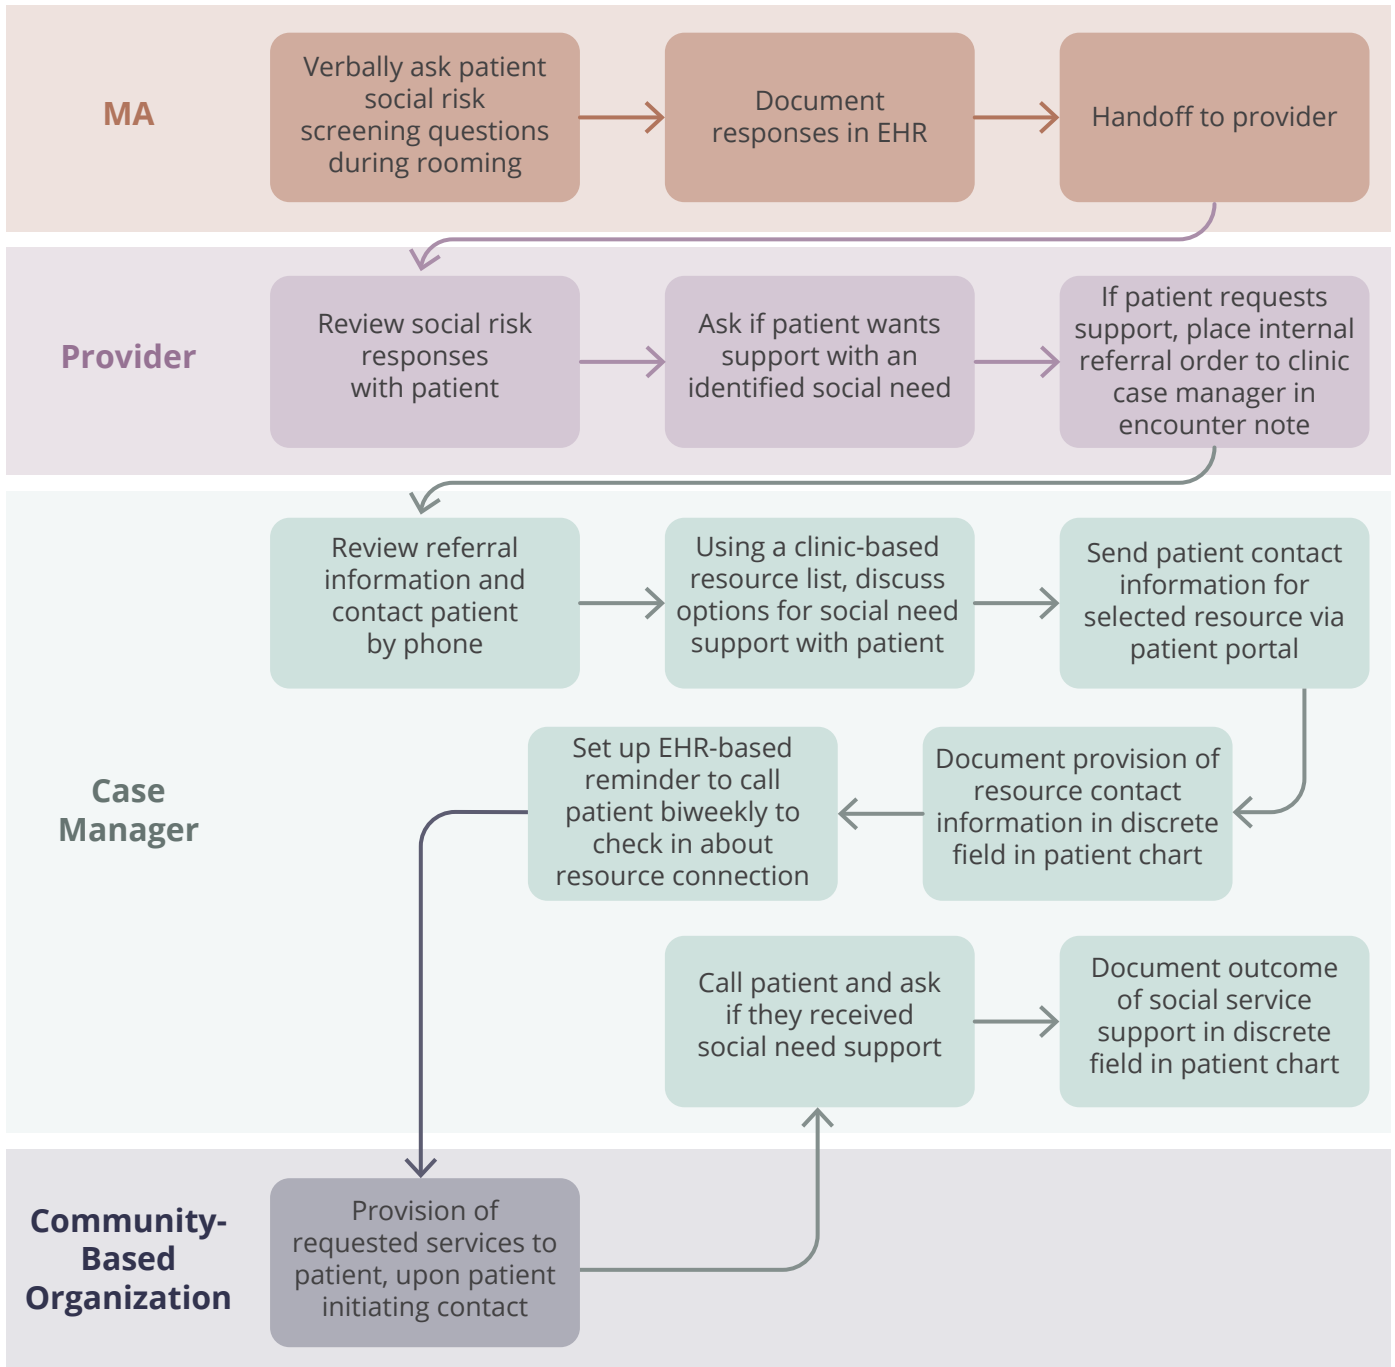 MA
Verbally ask patient
social risk
screening questions
during rooming
Document
responses in EHR
Handoff to provider
Provider
Review social risk
responses
with patient
Ask if patient wants
support with an
identified social need
If patient requests
support, place internal
referral order to clinic
case manager in
encounter note
Case
Manager
Review referral
information and
contact patient
by phone
Using a clinic-based
resource list, discuss
options for social need
support with patient
Send patient contact
information for
selected resource via
patient portal
Document provision of
resource contact
information in discrete
field in patient chart
Set up EHR-based
reminder to call
patient biweekly to
check in about
resource connection
Call patient and ask
if they received
social need support
Document outcome
of social service
support in discrete
field in patient chart
Community-
Based
Organization
Provision of
requested services to
patient, upon patient
initiating contact